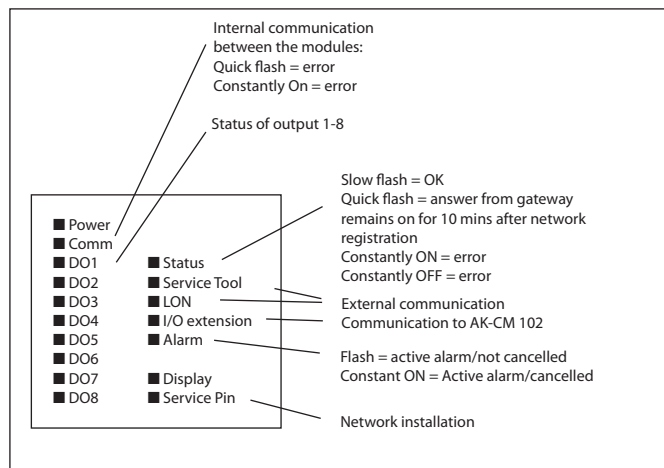 Internal communication
between the modules:
Quick flash = error
Constantly On = error
Status of output 1-8
Slow flash = OK
Quick flash = answer from gateway
remains on for 10 mins after network
registration
Constantly ON = error
Constantly OFF = error
External communication
Communication to AK-CM 102
Flash = active alarm/not cancelled
Constant ON = Active alarm/cancelled
Network installation
Power
Comm
DO1
DO2
DO3
DO4
DO5
DO6
DO7
DO8
Status
Service Tool
LON
I/O extension
Alarm
Display
Service Pin